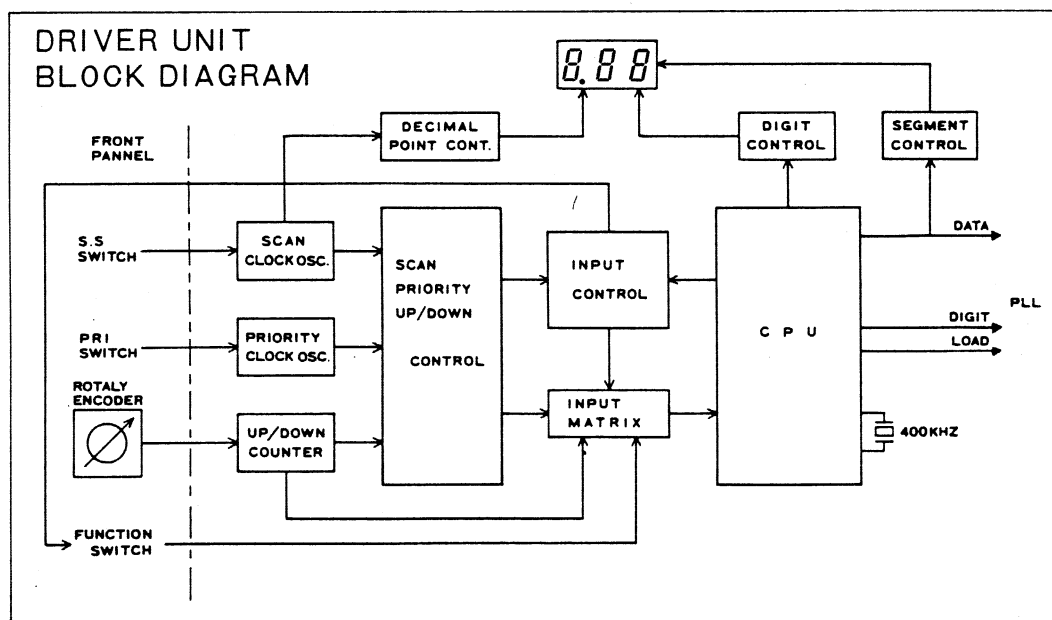 DRIVER UNIT
BLOCK DIAGRAM
8.88
FRONT
PANNEL
DECIMAL
POINT CONT.
DIGIT
CONTROL
SEGMENT
CONTROL
S.S
SWITCH
SCAN
CLOCK OSC.
SCAN
PRIORITY
UP/DOWN
CONTROL
INPUT
CONTROL
CPU
DATA
PLL
DIGIT
LOAD
PRI
SWITCH
PRIORITY
CLOCK OSC.
ROTALY
ENCODER
UP/DOWN
COUNTER
INPUT
MATRIX
400KHZ
FUNCTION
SWITCH